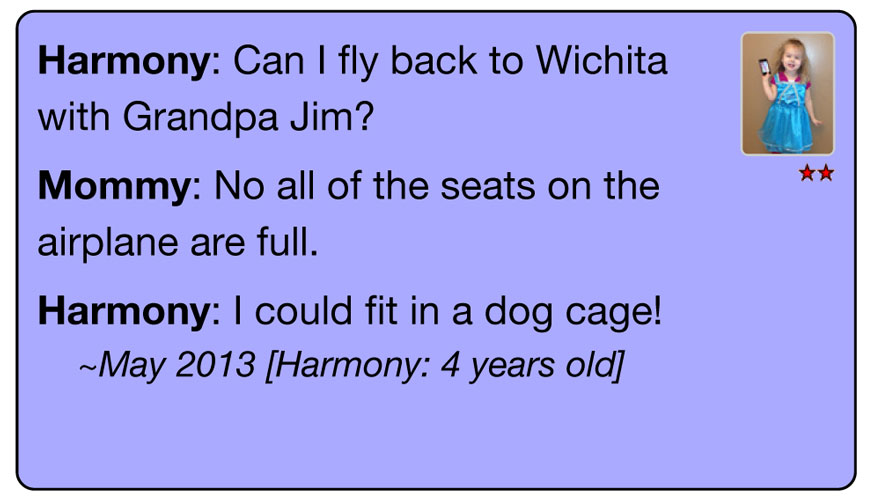 Harmony: Can I fly back to Wichita
with Grandpa Jim?
Mommy: No all of the seats on the
airplane are full.
Harmony: I could fit in a dog cage!
~May 2013 [Harmony: 4 years old]